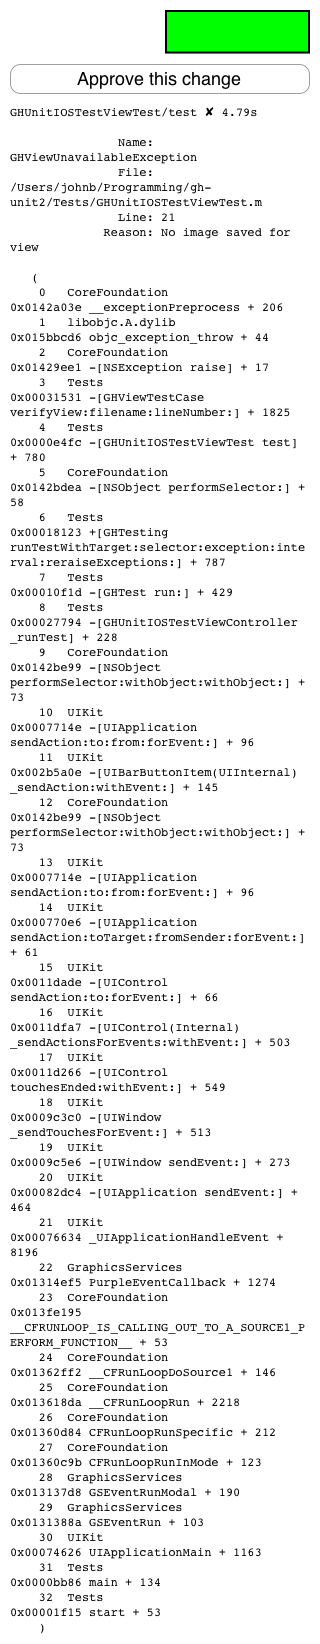 Approve this change
GHUnitIOSTestViewTest/test ✘ 4.79s
Name:
GHViewUnavailableException
File:
/Users/johnb/Programming/gh-
unit2/Tests/GHUnitIOSTestViewTest.m
Line: 21
Reason: No image saved for
view
(
0   CoreFoundation
0x0142a03e __exceptionPreprocess + 206
1   libobjc.A.dylib
0x015bbcd6 objc_exception_throw + 44
2   CoreFoundation
0x01429ee1 -[NSException raise] + 17
3   Tests
0x00031531 -[GHViewTestCase
verifyView:filename:lineNumber:] + 1825
4   Tests
0x0000e4fc -[GHUnitIOSTestViewTest test]
+ 780
5   CoreFoundation
0x0142bdea -[NSObject performSelector:] +
58
6   Tests
0x00018123 +[GHTesting
runTestWithTarget:selector:exception:inte
rval:reraiseExceptions:] + 787
7   Tests
0x00010f1d -[GHTest run:] + 429
8   Tests
0x00027794 -[GHUnitIOSTestViewController
_runTest] + 228
9   CoreFoundation
0x0142be99 -[NSObject
performSelector:withObject:withObject:] +
73
10  UIKit
0x0007714e -[UIApplication
sendAction:to:from:forEvent:] + 96
11  UIKit
0x002b5a0e -[UIBarButtonItem(UIInternal)
_sendAction:withEvent:] + 145
12  CoreFoundation
0x0142be99 -[NSObject
performSelector:withObject:withObject:] +
73
13  UIKit
0x0007714e -[UIApplication
sendAction:to:from:forEvent:] + 96
14  UIKit
0x000770e6 -[UIApplication
sendAction:toTarget:fromSender:forEvent:]
+ 61
15  UIKit
0x0011dade -[UIControl
sendAction:to:forEvent:] + 66
16  UIKit
0x0011dfa7 -[UIControl(Internal)
_sendActionsForEvents:withEvent:] + 503
17  UIKit
0x0011d266 -[UIControl
touchesEnded:withEvent:] + 549
18  UIKit
0x0009c3c0 -[UIWindow
_sendTouchesForEvent:] + 513
19  UIKit
0x0009c5e6 -[UIWindow sendEvent:] + 273
20  UIKit
0x00082dc4 -[UIApplication sendEvent:] +
464
21  UIKit
0x00076634 _UIApplicationHandleEvent +
8196
22  GraphicsServices
0x01314ef5 PurpleEventCallback + 1274
23  CoreFoundation
0x013fe195
__CFRUNLOOP_IS_CALLING_OUT_TO_A_SOURCE1_P
ERFORM_FUNCTION__ + 53
24  CoreFoundation
0x01362ff2 __CFRunLoopDoSource1 + 146
25  CoreFoundation
0x013618da __CFRunLoopRun + 2218
26  CoreFoundation
0x01360d84 CFRunLoopRunSpecific + 212
27  CoreFoundation
0x01360c9b CFRunLoopRunInMode + 123
28  GraphicsServices
0x013137d8 GSEventRunModal + 190
29  GraphicsServices
0x0131388a GSEventRun + 103
30  UIKit
0x00074626 UIApplicationMain + 1163
31  Tests
0x0000bb86 main + 134
32  Tests
0x00001f15 start + 53
)